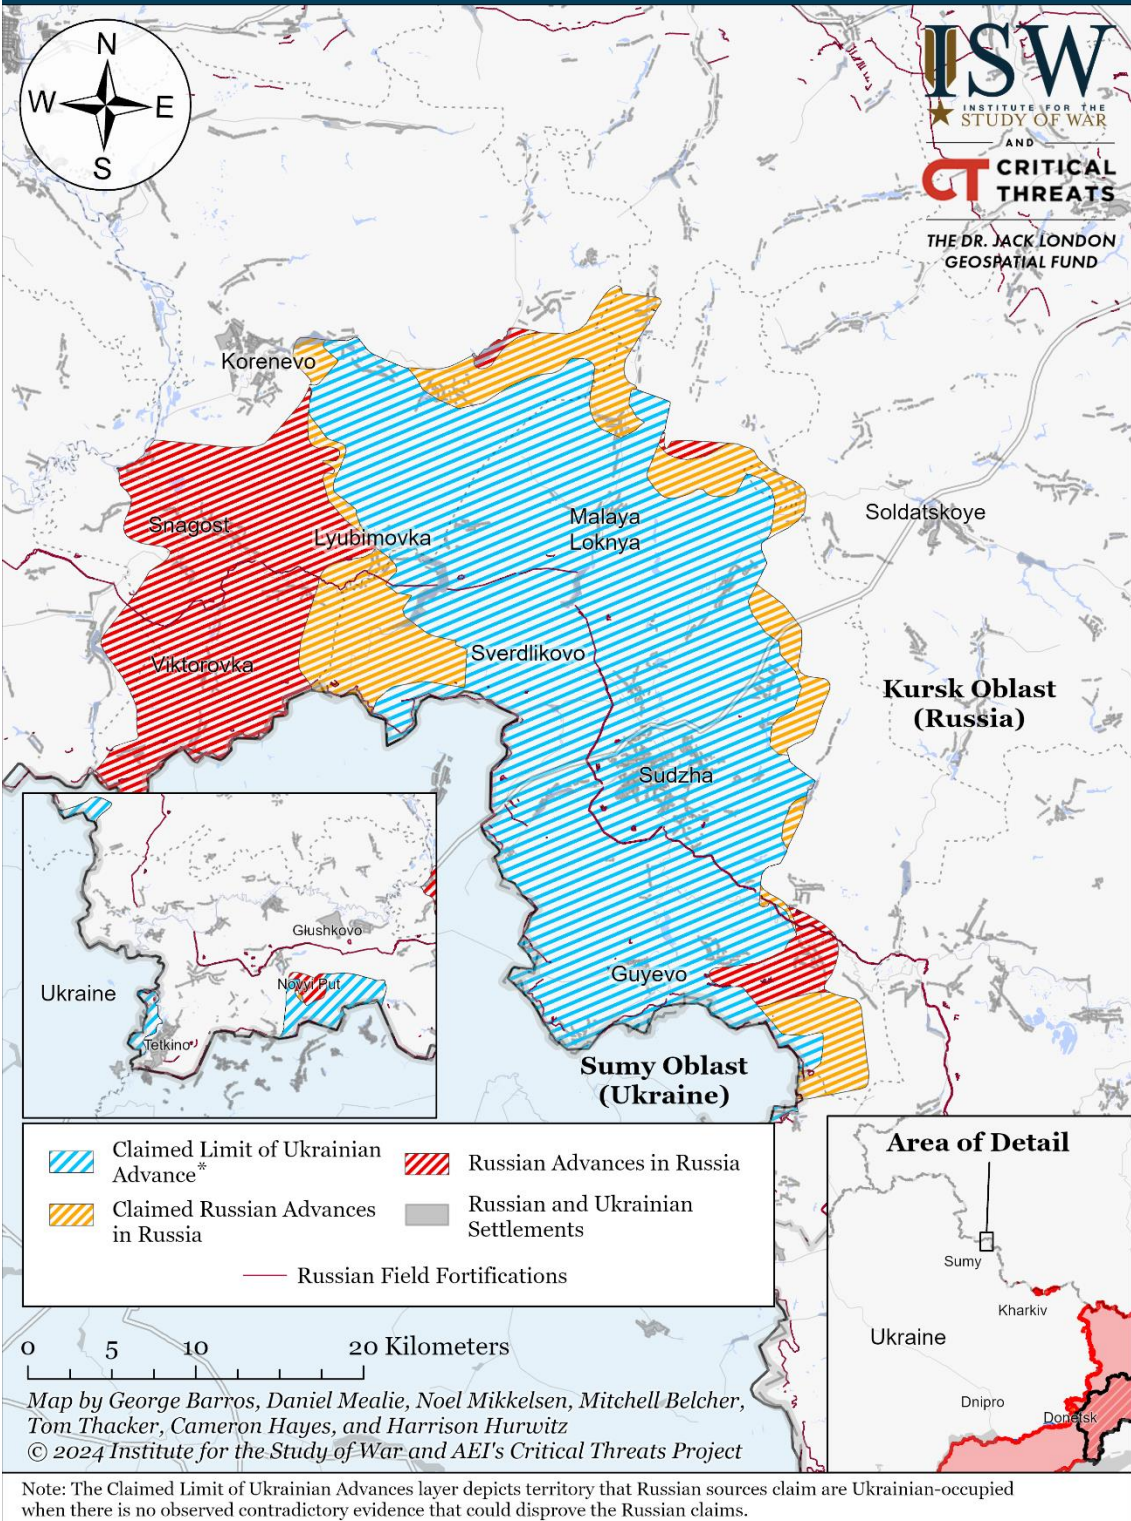 N
W E
S
ISW
INSTITUTE FOR THE
STUDY OF WAR
AND
CT CRITICAL
THREATS
THE DR. JACK LONDON
GEOSPATIAL FUND
Korenevo
Snagost
Lyubimovka
Malaya
Loknya
Soldatskoye
Viktorovka
Sverdlikovo
Kursk Oblast
(Russia)
Sudzha
Guyevo
Sumy Oblast
(Ukraine)
Glushkovo
Ukraine
Novyi Put
Tetkino
Claimed Limit of Ukrainian
Advance*
Russian Advances in Russia
Claimed Russian Advances
in Russia
Russian and Ukrainian
Settlements
Russian Field Fortifications
Area of Detail
Sumy
Kharkiv
Ukraine
Dnipro
Donetsk
0 5 10 20 Kilometers
Map by George Barros, Daniel Mealie, Noel Mikkelsen, Mitchell Belcher,
Tom Thacker, Cameron Hayes, and Harrison Hurwitz
© 2024 Institute for the Study of War and AEI's Critical Threats Project
Note: The Claimed Limit of Ukrainian Advances layer depicts territory that Russian sources claim are Ukrainian-occupied
when there is no observed contradictory evidence that could disprove the Russian claims.